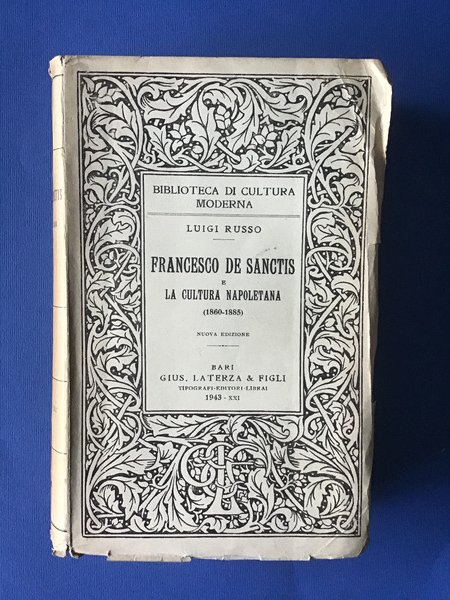 BIBLIOTECA DI CULTURA
MODERNA
LUIGI RUSSO
FRANCESCO DE SANCTIS
E
LA CULTURA NAPOLETANA
(1860-1885)
NUOVA EDIZIONE
BARI
GIUS. LATERZA & FIGLI
TIPOGRAFI-EDITORI-LIBRAI
1943 - XXI